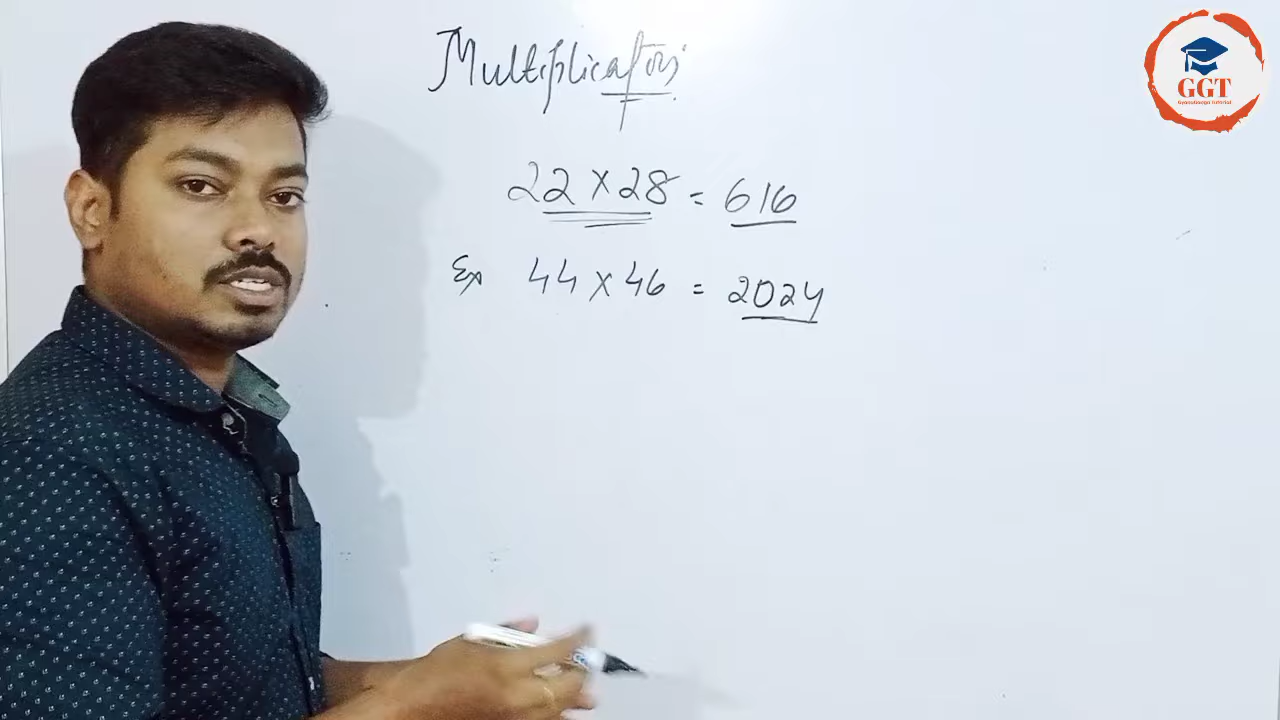 Multiplication
22 x 28 = 616
Ex 44 x 46 = 2024
GGT